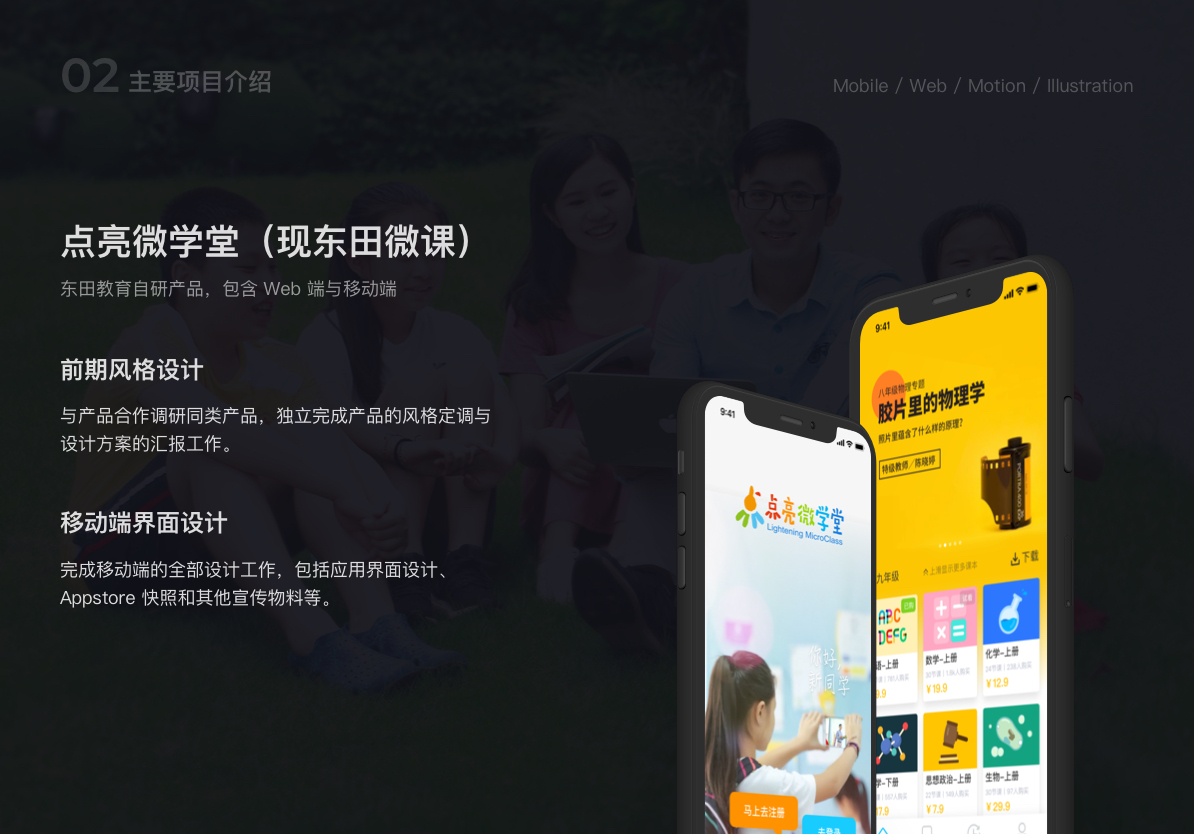 02 主要项目介绍
Mobile / Web / Motion / Illustration
点亮微学堂（现东田微课）
东田教育自研产品，包含 Web 端与移动端
前期风格设计
与产品合作调研同类产品，独立完成产品的风格定调与
设计方案的汇报工作。
移动端界面设计
完成移动端的全部设计工作，包括应用界面设计、
Appstore 快照和其他宣传物料等。
9:41
点亮微学堂
Lightening MicroClass
你好，
新同学
马上去注册
去登录
9:41
八年级物理专题
胶片里的物理学
照片里蕴含了什么样的原理？
特级教师／陈晓婷
PORTRA 400
九年级
上滑显示更多课本
下载
ABC
DEFG
已购
语-上册
9.9
数学-上册
¥19.9
化学-上册
¥12.9
学-下册
17.9
思想政治-上册
¥7.9
生物-上册
¥29.9